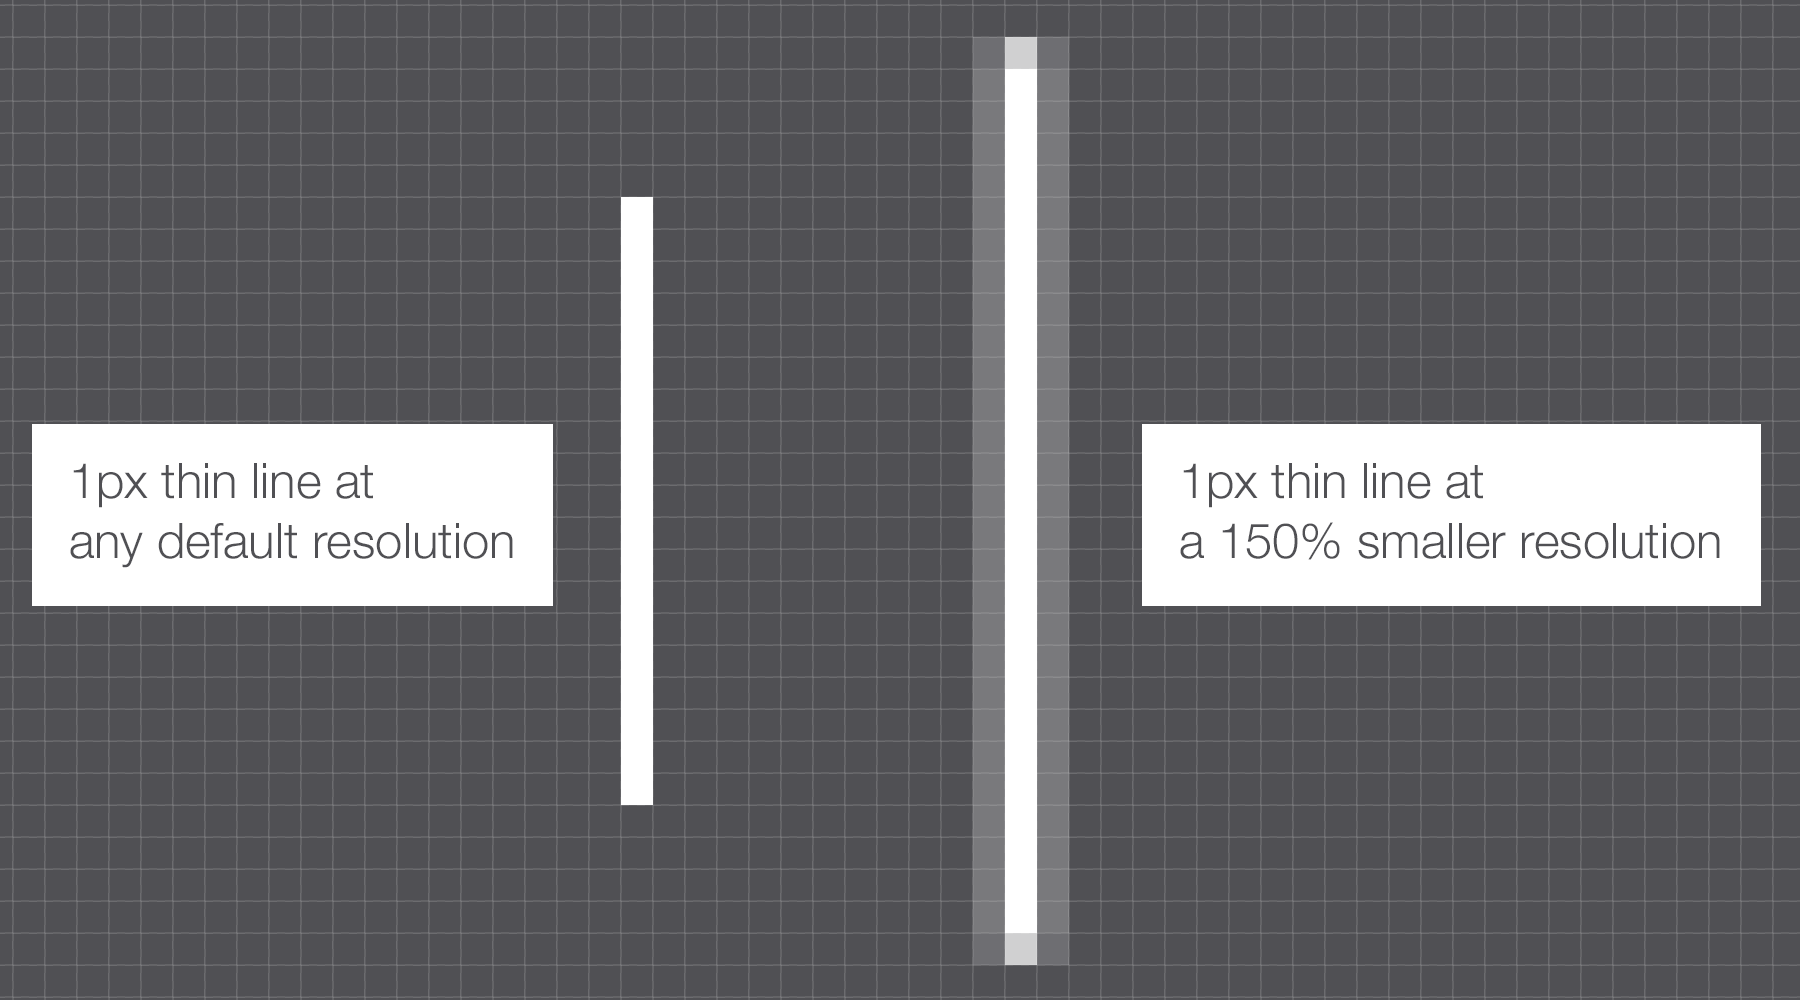 1px thin line at
any default resolution
1px thin line at
a 150% smaller resolution